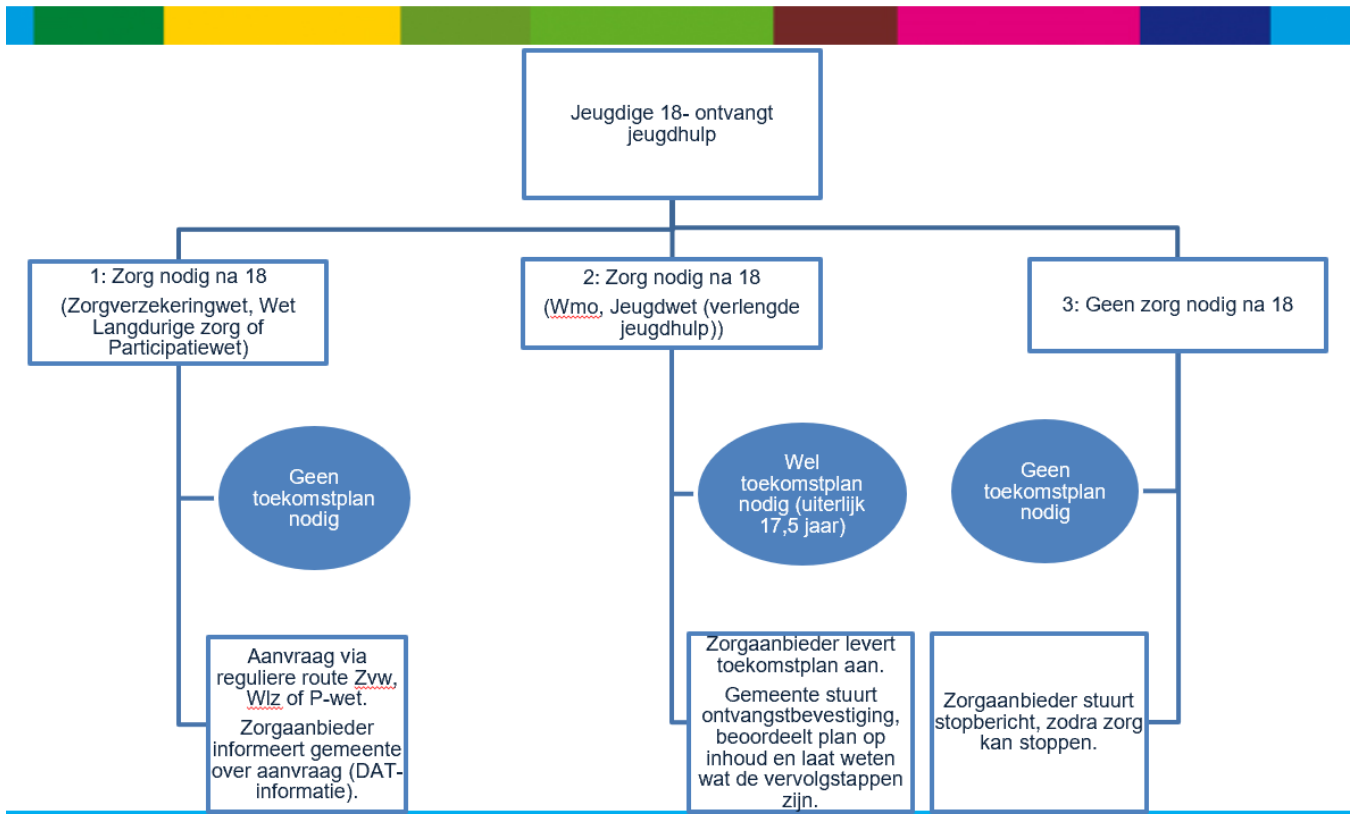 Jeugdige 18- ontvangt
jeugdhulp
1: Zorg nodig na 18
(Zorgverzekeringwet, Wet
Langdurige zorg of
Participatiewet)
2: Zorg nodig na 18
(Wmo, Jeugdwet (verlengde
jeugdhulp))
3: Geen zorg nodig na 18
Geen
toekomstplan
nodig
Wel
toekomstplan
nodig (uiterlijk
17,5 jaar)
Geen
toekomstplan
nodig
Aanvraag via
reguliere route Zvw,
Wlz of P-wet.
Zorgaanbieder
informeert gemeente
over aanvraag (DAT-
informatie).
Zorgaanbieder levert
toekomstplan aan.
Gemeente stuurt
ontvangstbevestiging,
beoordeelt plan op
inhoud en laat weten
wat de vervolgstappen
zijn.
Zorgaanbieder stuurt
stopbericht, zodra zorg
kan stoppen.